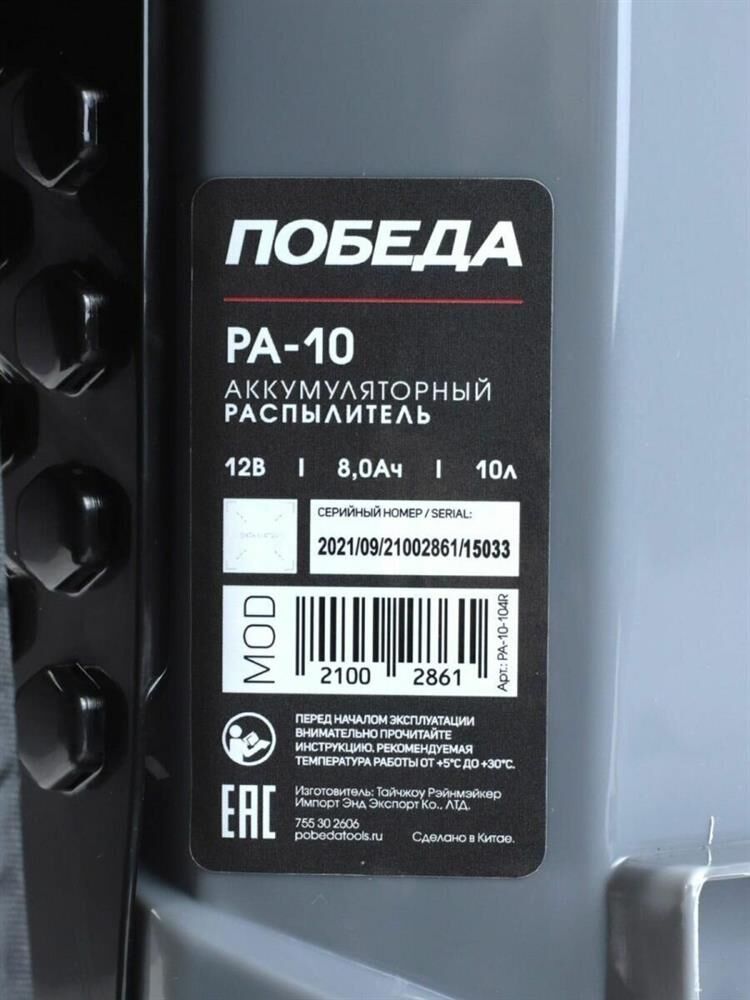 ПОБЕДА
РА-10
АККУМУЛЯТОРНЫЙ
РАСПЫЛИТЕЛЬ
12В | 8,0Ач | 10л
СЕРИЙНЫЙ НОМЕР / SERIAL:
2021/09/21002861/15033
MOD
2100 2861
Арт.: РА-10-104R
ПЕРЕД НАЧАЛОМ ЭКСПЛУАТАЦИИ
ВНИМАТЕЛЬНО ПРОЧИТАЙТЕ
ИНСТРУКЦИЮ. РЕКОМЕНДУЕМАЯ
ТЕМПЕРАТУРА РАБОТЫ ОТ +5°С ДО +30°С.
EAC
Изготовитель: Тайчжоу Рэйнмэйкер
Импорт Энд Экспорт Ко., ЛТД.
755 30 2606
pobedatools.ru Сделано в Китае.